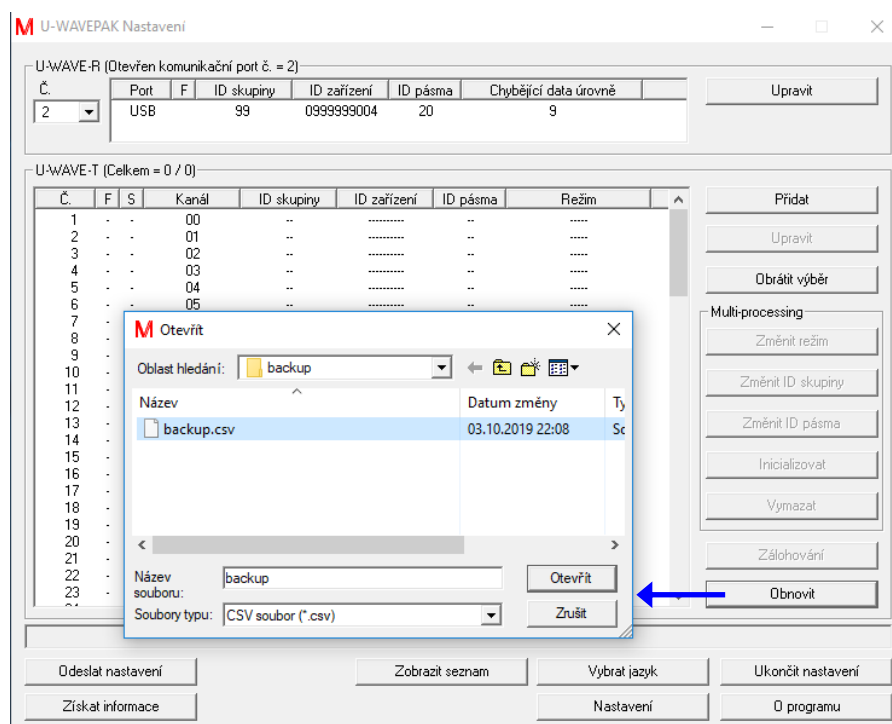 U-WAVEPAK Nastavení
U-WAVE-R (Otevřen komunikační port č. = 2)
Č. Port F ID skupiny ID zařízení ID pásma Chybějící data úrovně Upravit
2 USB 99 0999999004 20 9
U-WAVE-T (Celkem = 0 / 0)
Č. F S Kanál ID skupiny ID zařízení ID pásma Režim Přidat
1 - - 00 -- ---------- -- -----
2 - - 01 -- ---------- -- ----- Upravit
3 - - 02 -- ---------- -- -----
4 - - 03 -- ---------- -- -----
5 - - 04 -- ---------- -- ----- Obrátit výběr
6 - - 05 -- ---------- -- -----
7 - Multi-processing
8 - Změnit režim
9 -
10 - Změnit ID skupiny
11 -
12 -
13 - Změnit ID pásma
14 -
15 - Inicializovat
16 -
17 -
18 - Vymazat
19 -
20 -
21 - Zálohování
22 -
23 - Obnovit
M Otevřít
Oblast hledání: backup
Název Datum změny Ty
backup.csv 03.10.2019 22:08 So
Název souboru: backup Otevřít
Soubory typu: CSV soubor (*.csv) Zrušit
Odeslat nastavení Zobrazit seznam Vybrat jazyk Ukončit nastavení
Získat informace Nastavení O programu